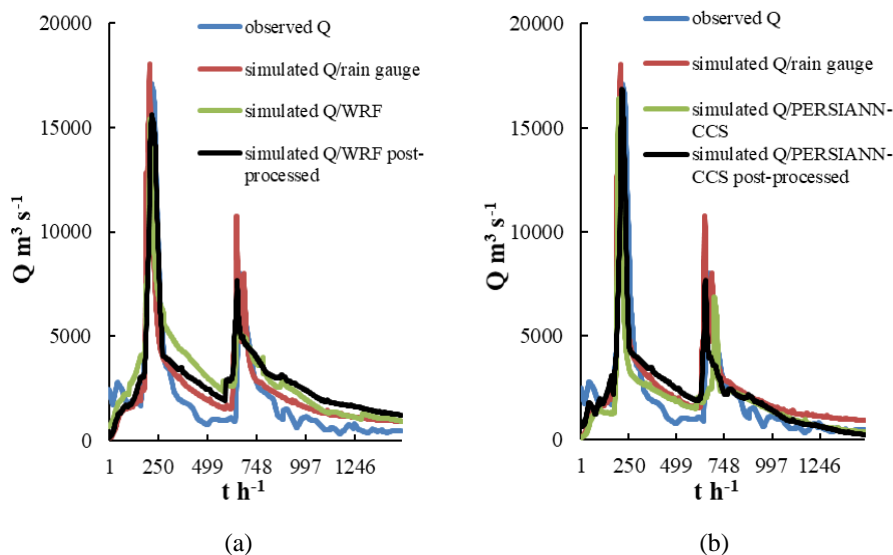 20000
15000
10000
5000
0
Q m³ s⁻¹
1 250 499 748 997 1246
t h⁻¹
observed Q
simulated Q/rain gauge
simulated Q/WRF
simulated Q/WRF post-
processed
(a)
20000
15000
10000
5000
0
Q m³ s⁻¹
1 250 499 748 997 1246
t h⁻¹
observed Q
simulated Q/rain gauge
simulated Q/PERSIANN-
CCS
simulated Q/PERSIANN-
CCS post-processed
(b)